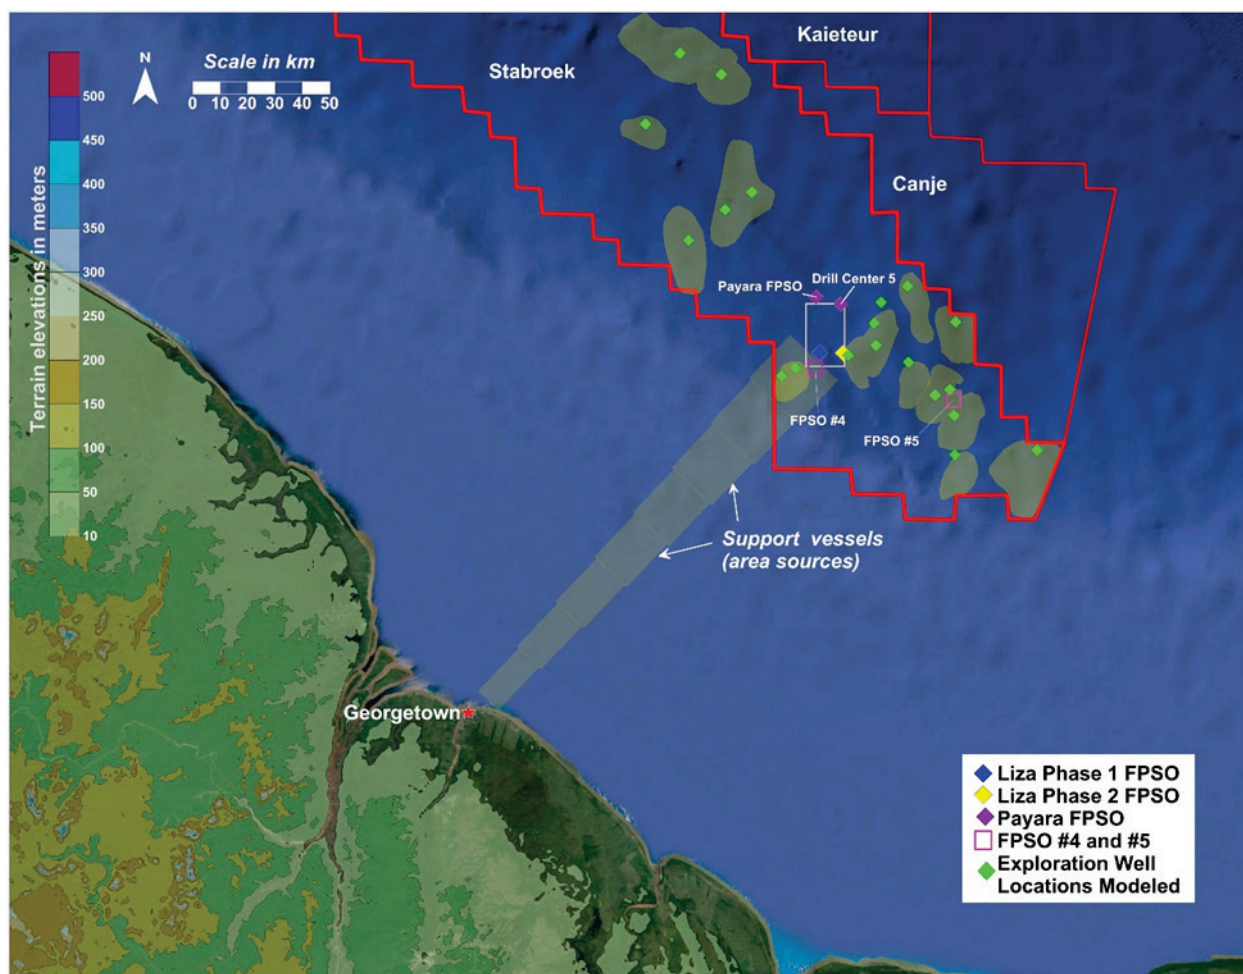 Kaieteur
Stabroek
N
Scale in km
0 10 20 30 40 50
Terrain elevations in meters
500
450
400
350
300
250
200
150
100
50
10
Canje
Payara FPSO
Drill Center 5
FPSO #4
FPSO #5
Support vessels
(area sources)
Georgetown
Liza Phase 1 FPSO
Liza Phase 2 FPSO
Payara FPSO
FPSO #4 and #5
Exploration Well
Locations Modeled